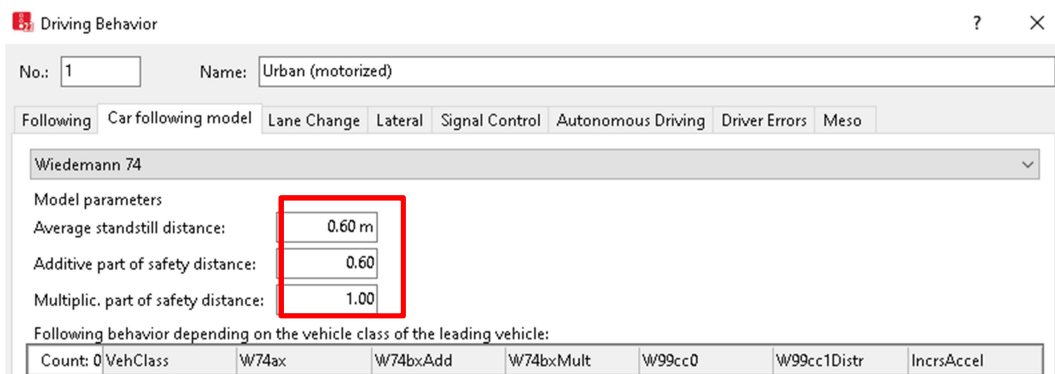 Driving Behavior ?
No.: 1 Name: Urban (motorized)
Following Car following model Lane Change Lateral Signal Control Autonomous Driving Driver Errors Meso
Wiedemann 74
Model parameters
Average standstill distance: 0.60 m
Additive part of safety distance: 0.60
Multiplic. part of safety distance: 1.00
Following behavior depending on the vehicle class of the leading vehicle:
Count: 0 VehClass W74ax W74bxAdd W74bxMult W99cc0 W99cc1Distr IncrsAccel